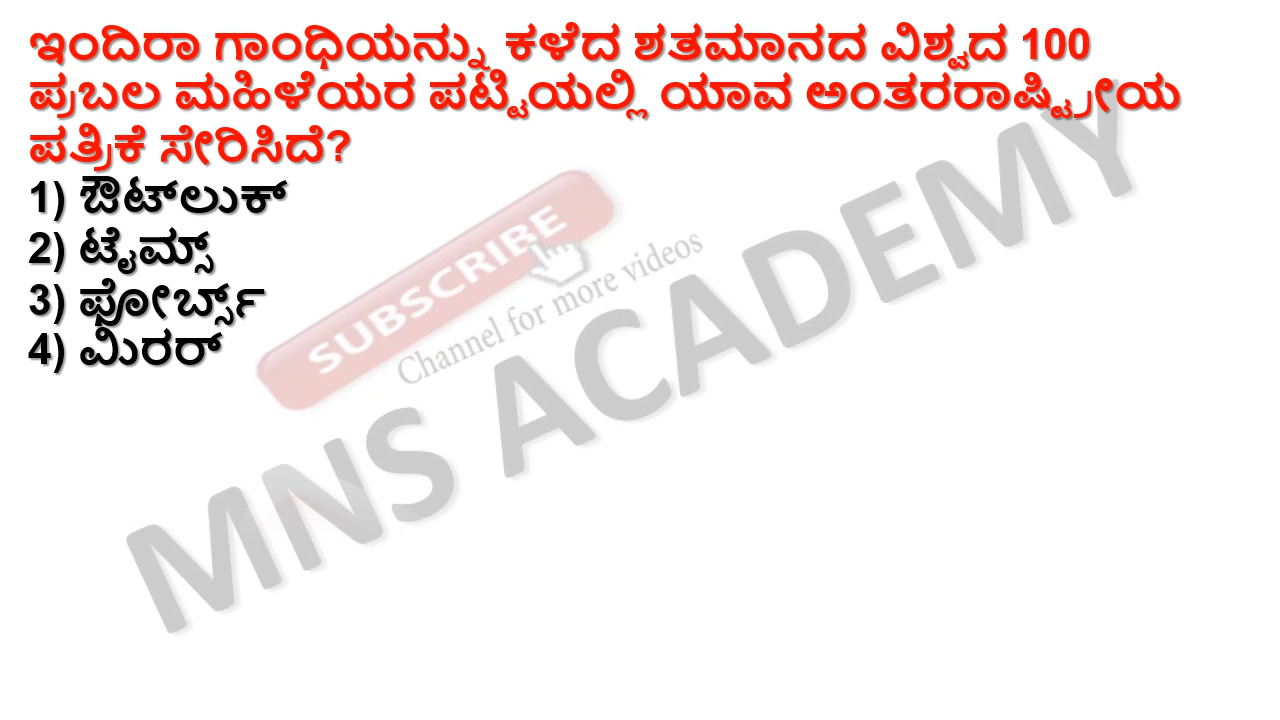 ಇಂದಿರಾ ಗಾಂಧಿಯನ್ನು ಕಳೆದ ಶತಮಾನದ ವಿಶ್ವದ 100
ಪ್ರಬಲ ಮಹಿಳೆಯರ ಪಟ್ಟಿಯಲ್ಲಿ ಯಾವ ಅಂತರರಾಷ್ಟ್ರೀಯ
ಪತ್ರಿಕೆ ಸೇರಿಸಿದೆ?
1) ಔಟ್‌ಲುಕ್
2) ಟೈಮ್ಸ್
3) ಫೋರ್ಬ್ಸ್
4) ಮಿರರ್
SUBSCRIBE
Channel for more videos
MNS ACADEMY